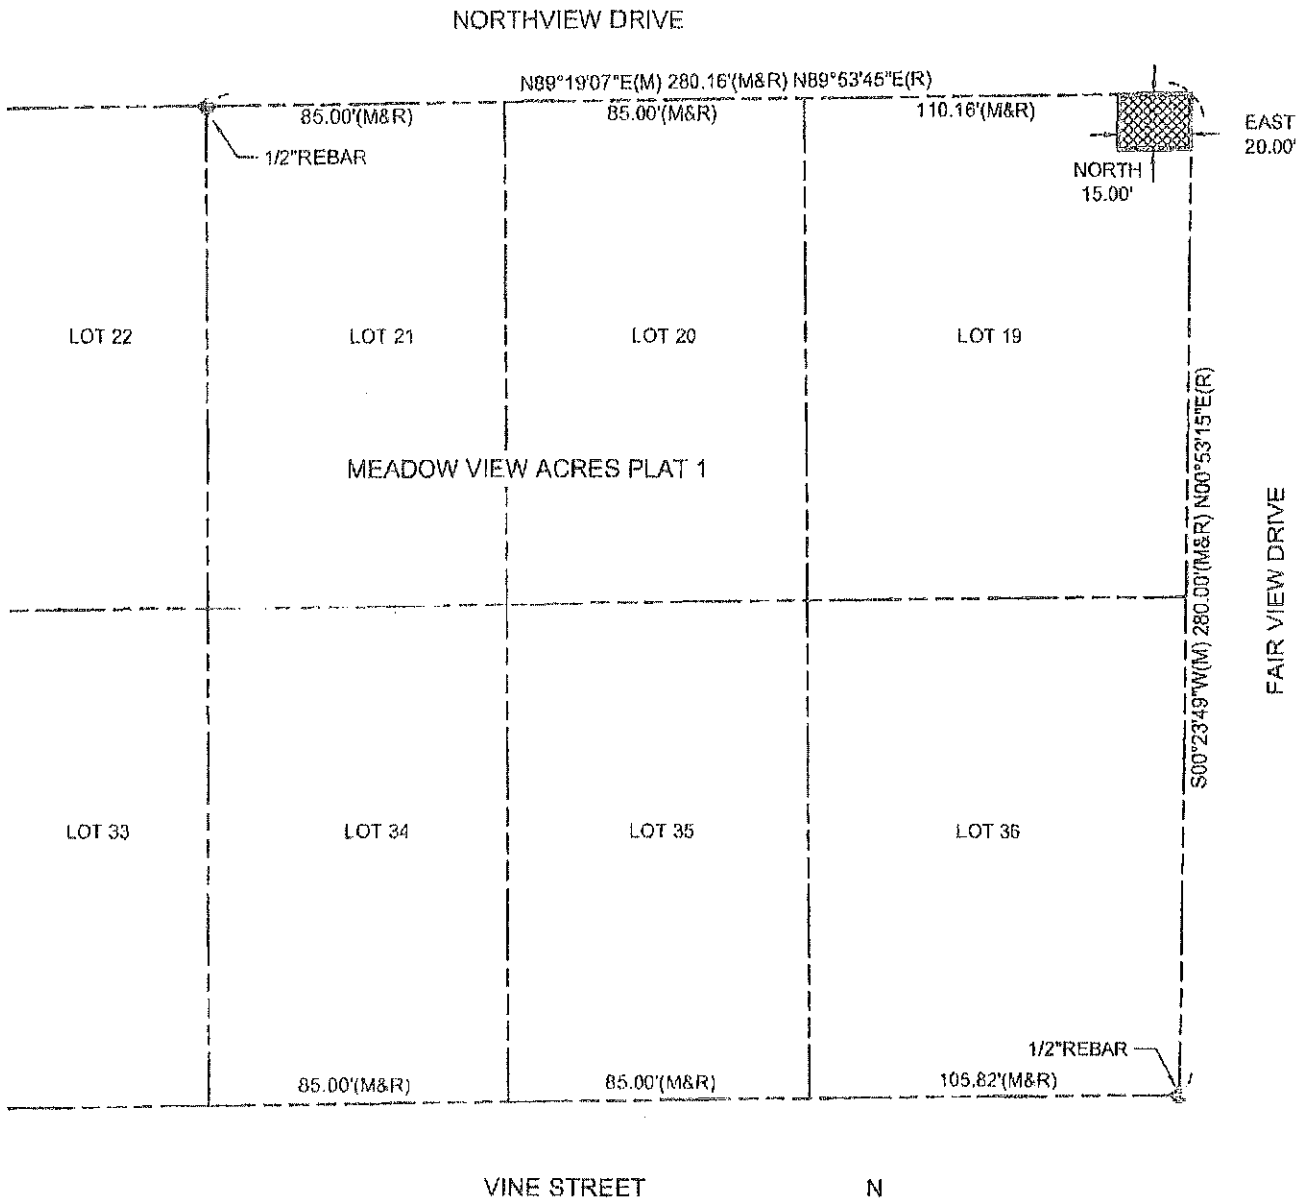 NORTHVIEW DRIVE
N89°19'07"E(M) 280.16'(M&R) N89°53'45"E(R)
85.00'(M&R)
85.00'(M&R)
110.16'(M&R)
EAST
20.00'
1/2"REBAR
NORTH
15.00'
LOT 22
LOT 21
LOT 20
LOT 19
MEADOW VIEW ACRES PLAT 1
S00°23'49"W(M) 280.00'(M&R) N00°53'15"E(R)
FAIR VIEW DRIVE
LOT 33
LOT 34
LOT 35
LOT 36
1/2"REBAR
85.00'(M&R)
85.00'(M&R)
105.82'(M&R)
VINE STREET
N